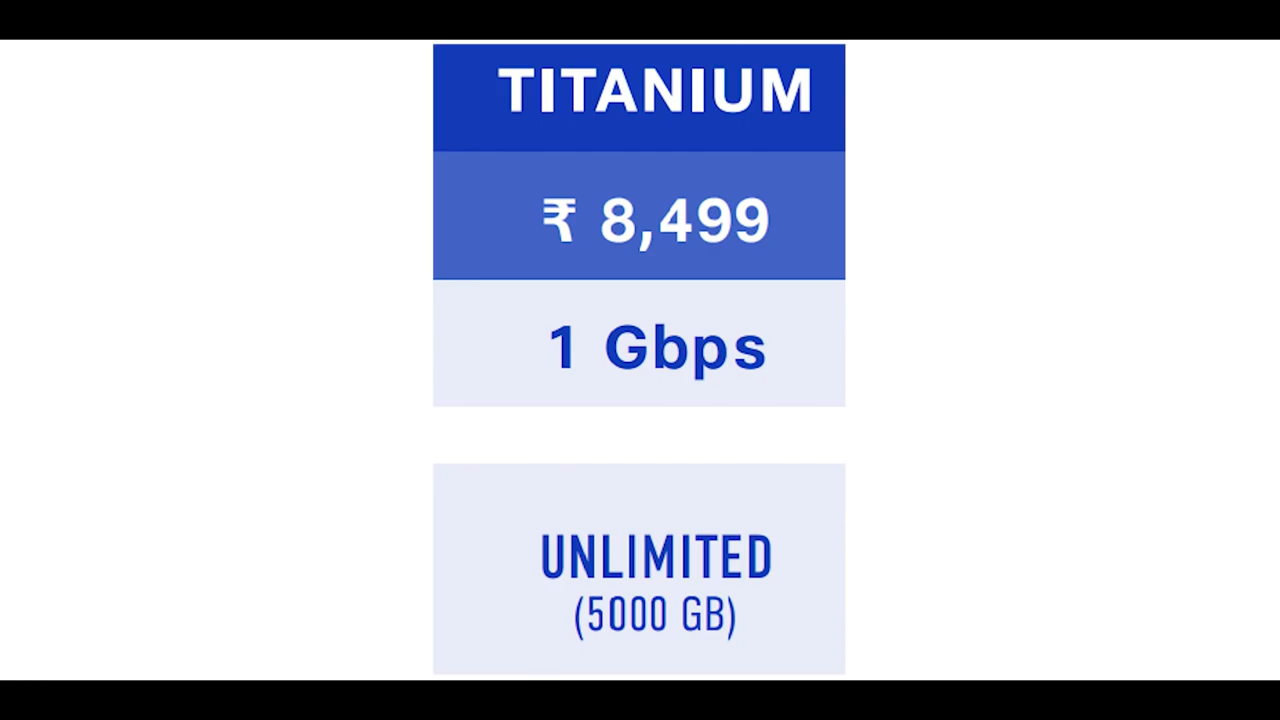 TITANIUM
₹ 8,499
1 Gbps
UNLIMITED
(5000 GB)